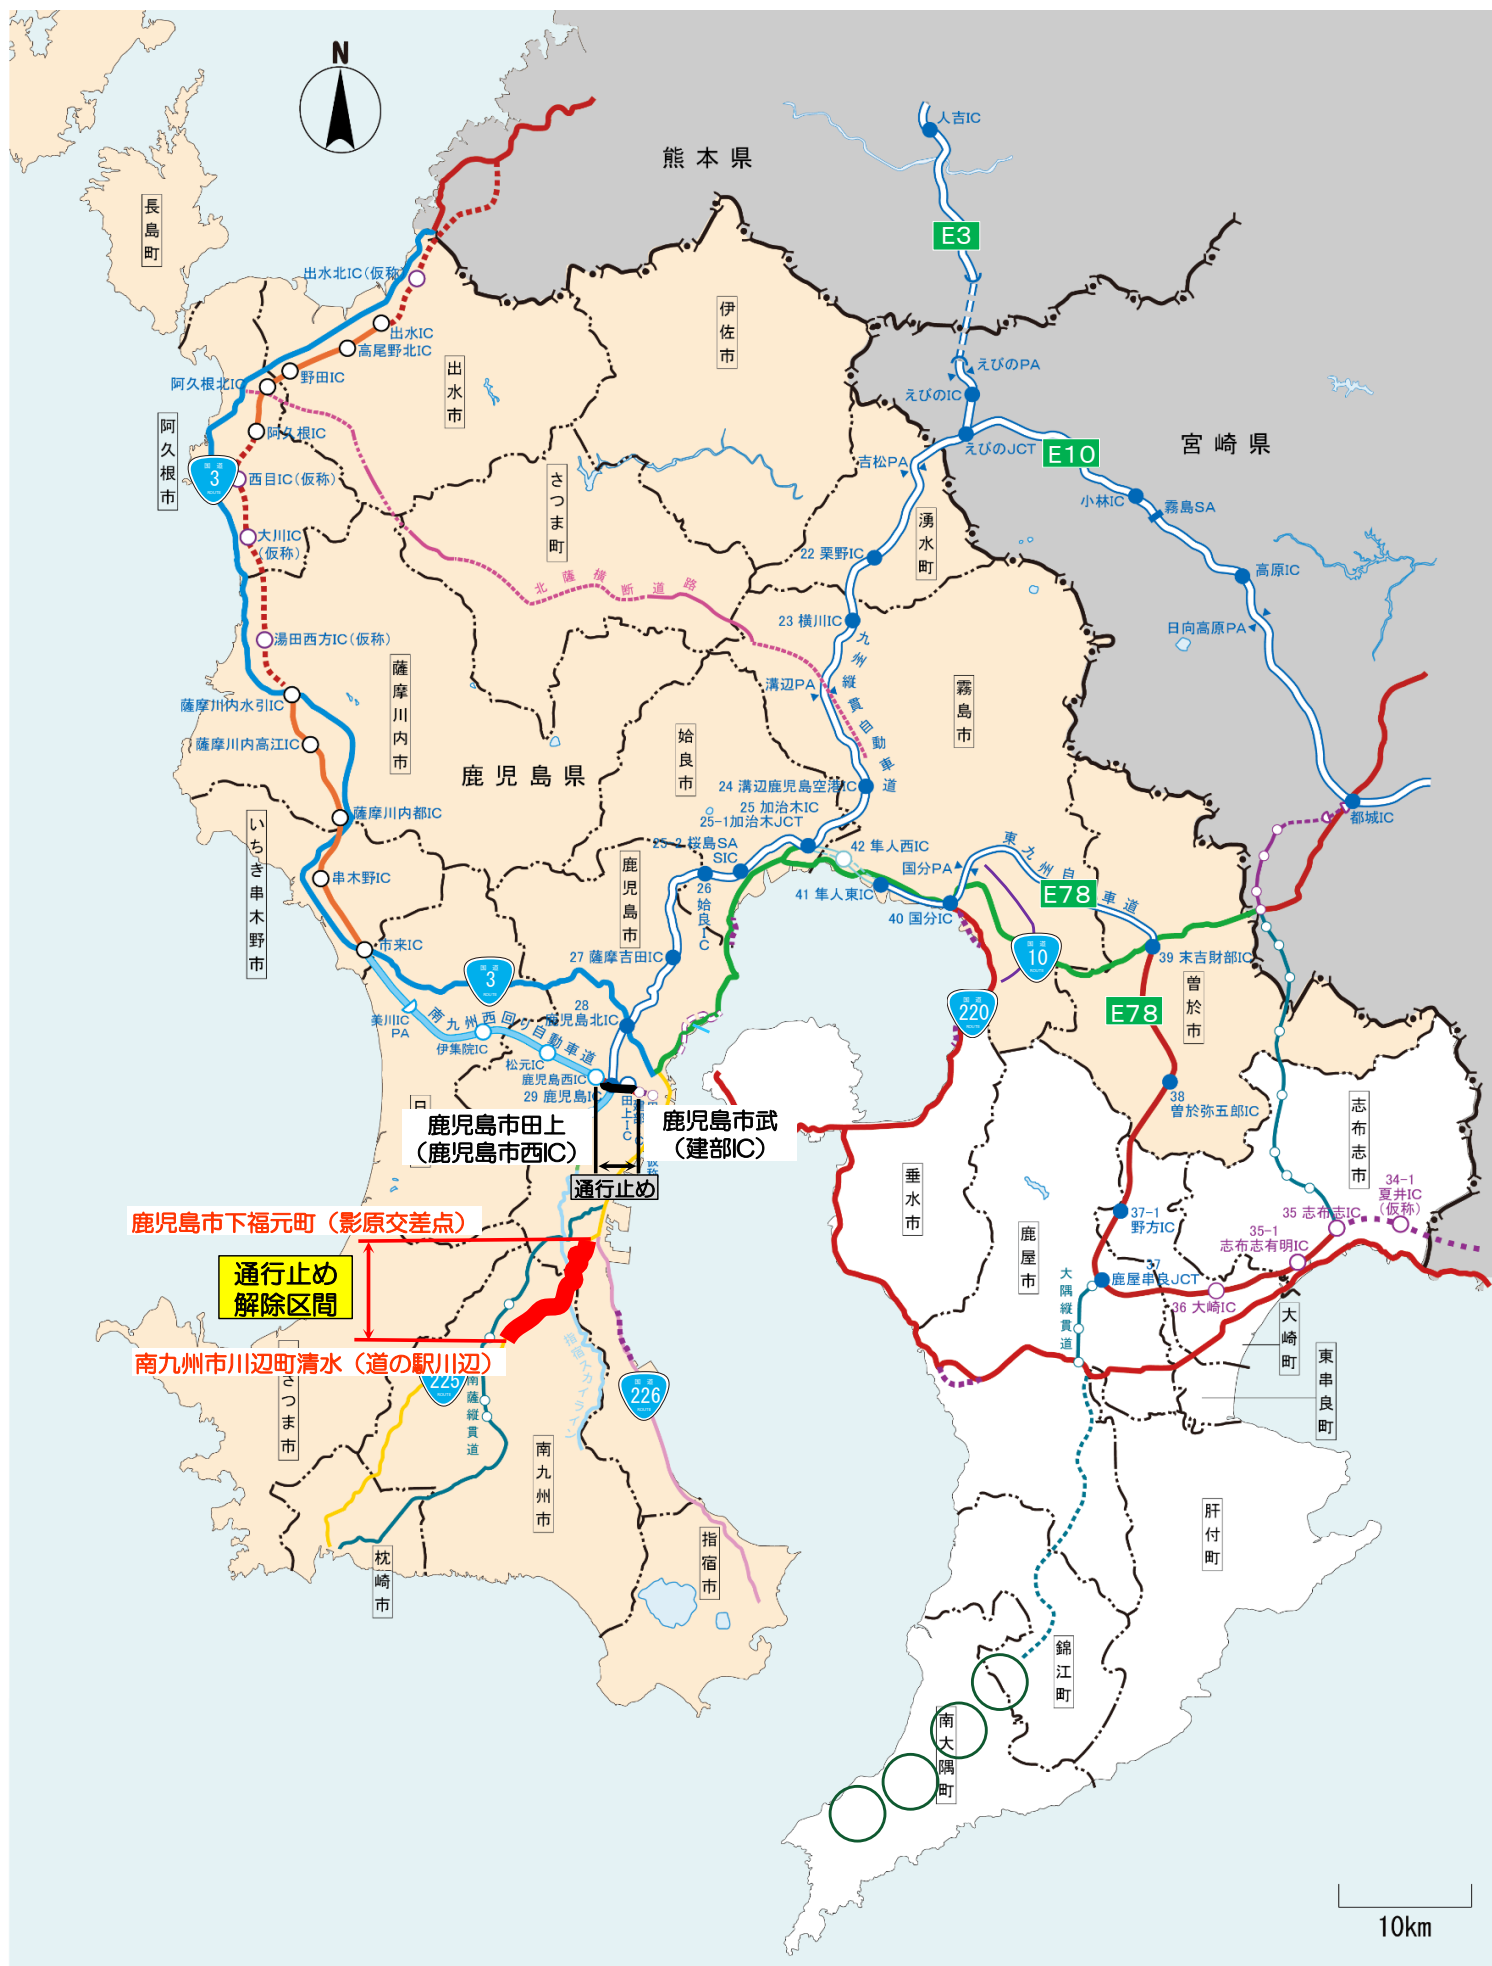 N
熊本県
人吉IC
E3
長島町
出水北IC(仮称)
出水IC
高尾野北IC
野田IC
阿久根北IC
阿久根IC
出水市
伊佐市
えびのPA
えびのIC
えびのJCT
E10
宮崎県
阿久根市
国道
3
ROUTE
西目IC(仮称)
大川IC
(仮称)
さつま町
吉松PA
湧水町
小林IC
霧島SA
22 栗野IC
高原IC
北薩横断道路
23 横川IC
日向高原PA
湯田西方IC(仮称)
九州縦貫自動車道
溝辺PA
霧島市
薩摩川内市
薩摩川内水引IC
薩摩川内高江IC
鹿児島県
姶良市
24 溝辺鹿児島空港IC
25 加治木IC
25-1加治木JCT
都城IC
薩摩川内都IC
いちき串木野市
25-2 桜島SA
SIC
42 隼人西IC
東九州自動車道
国分PA
E78
串木野IC
鹿児島市
26 姶良IC
41 隼人東IC
40 国分IC
市来IC
27 薩摩吉田IC
国道
10
ROUTE
39 末吉財部IC
国道
3
ROUTE
曽於市
国道
220
ROUTE
E78
美川IC
PA
南九州西回り自動車道
28
鹿児島北IC
伊集院IC
松元IC
鹿児島西IC
29 鹿児島IC
田上IC
38
曽於弥五郎IC
志布志市
鹿児島市田上
(鹿児島市西IC)
鹿児島市武
(建部IC)
通行止め
垂水市
34-1
夏井IC
(仮称)
鹿児島市下福元町(影原交差点)
37-1
野方IC
35 志布志IC
35-1
志布志有明IC
鹿屋市
通行止め
解除区間
37
鹿屋串良JCT
36 大崎IC
大隅縦貫道
大崎町
南九州市川辺町清水(道の駅川辺)
指宿スカイライン
東串良町
225
ROUTE
南薩縦貫道
さつま市
国道
226
ROUTE
南九州市
肝付町
枕崎市
指宿市
錦江町
南大隅町
10km